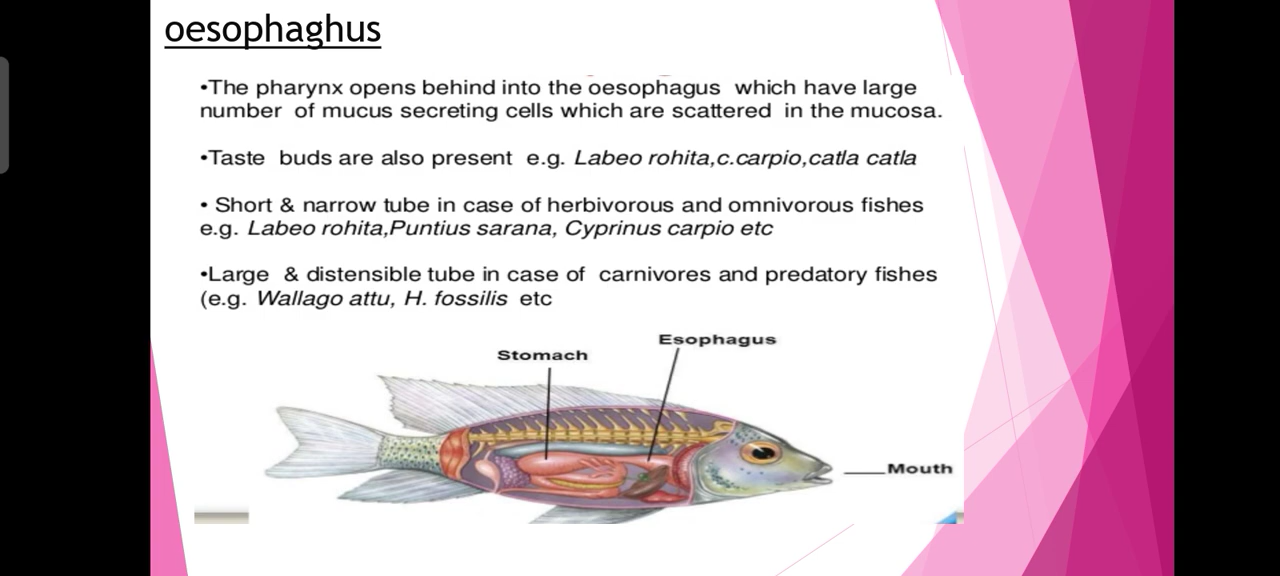 oesophaghus
•The pharynx opens behind into the oesophagus which have large
number of mucus secreting cells which are scattered in the mucosa.
•Taste buds are also present e.g. Labeo rohita,c.carpio,catla catla
• Short & narrow tube in case of herbivorous and omnivorous fishes
e.g. Labeo rohita,Puntius sarana, Cyprinus carpio etc
•Large & distensible tube in case of carnivores and predatory fishes
(e.g. Wallago attu, H. fossilis etc
Esophagus
Stomach
Mouth